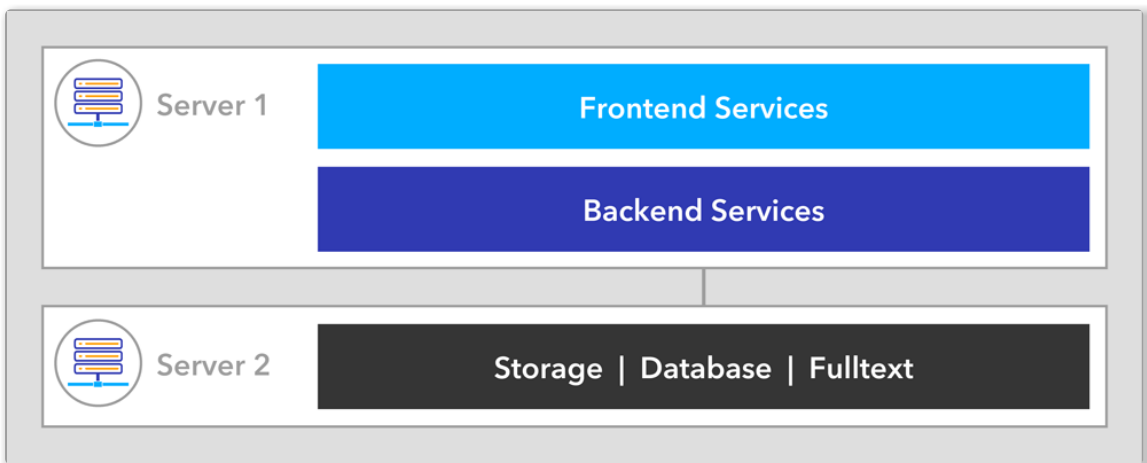 Server 1
Frontend Services
Backend Services
Server 2
Storage | Database | Fulltext